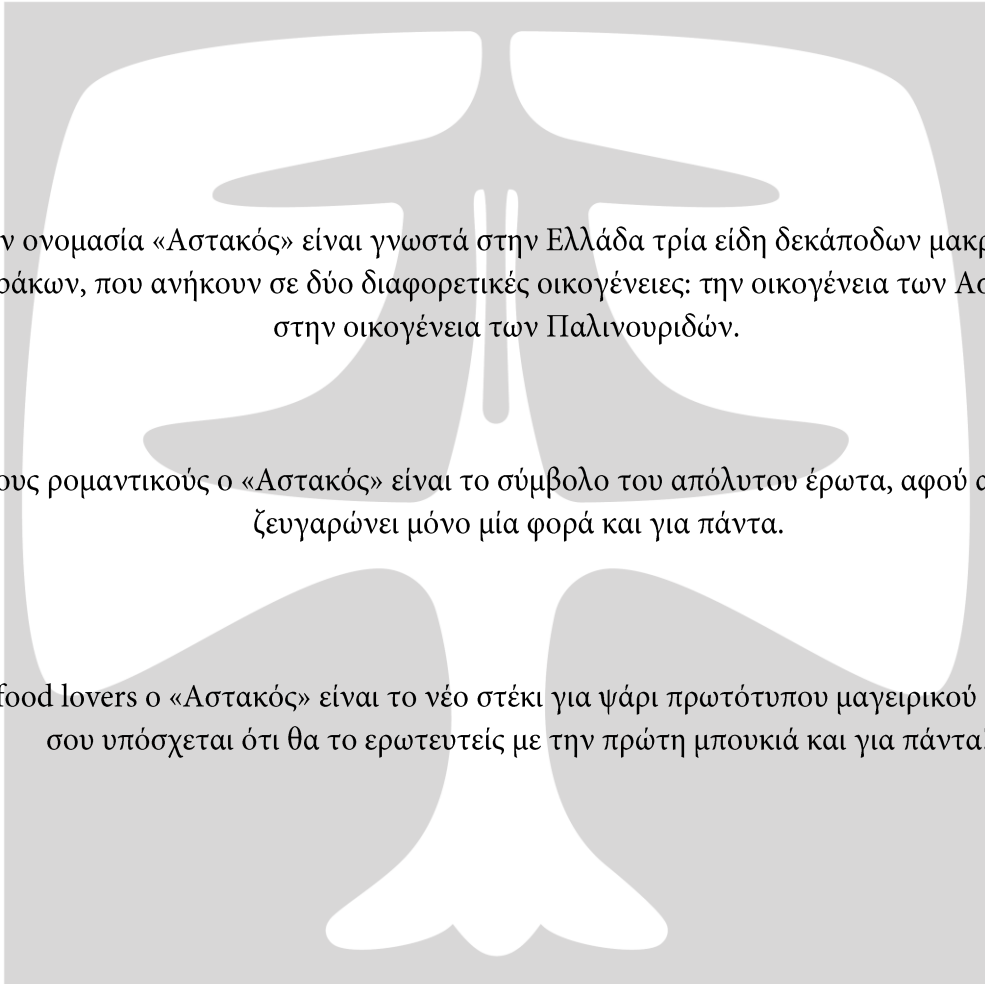 ονομασία «Αστακός» είναι γνωστά στην Ελλάδα τρία είδη δεκάποδων
που ανήκουν σε δύο διαφορετικές οικογένειες: την οικογένεια των
στην οικογένεια των Παλινουριδών.
ρομαντικούς ο «Αστακός» είναι το σύμβολο του απόλυτου έρωτα, αφού
ζευγαρώνει μόνο μία φορά και για πάντα.
food lovers ο «Αστακός» είναι το νέο στέκι για ψάρι πρωτότυπου μαγειρικού
σου υπόσχεται ότι θα το ερωτευτείς με την πρώτη μπουκιά και για πάντα!